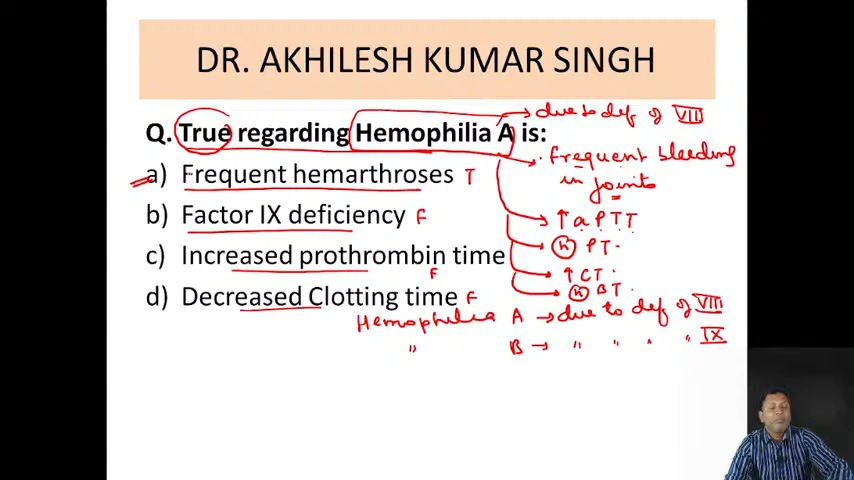 DR. AKHILESH KUMAR SINGH
due to def of VIII
Q. True regarding Hemophilia A is:
. frequent bleeding
in joints
a) Frequent hemarthroses T
b) Factor IX deficiency F
↑ a P T T
c) Increased prothrombin time F
(N) PT
↑ CT
d) Decreased Clotting time F
(N) BT
Hemophilia A → due to def of VIII
" B → " " " " IX